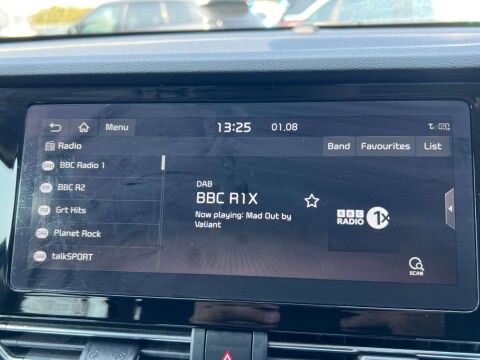 Menu
13:25
01.08
Radio
Band
Favourites
List
BBC Radio 1
BBC R2
Grt Hits
Planet Rock
talkSPORT
DAB
BBC R1X
Now playing: Mad Out by
Valiant
BBC
RADIO 1X
SCAN